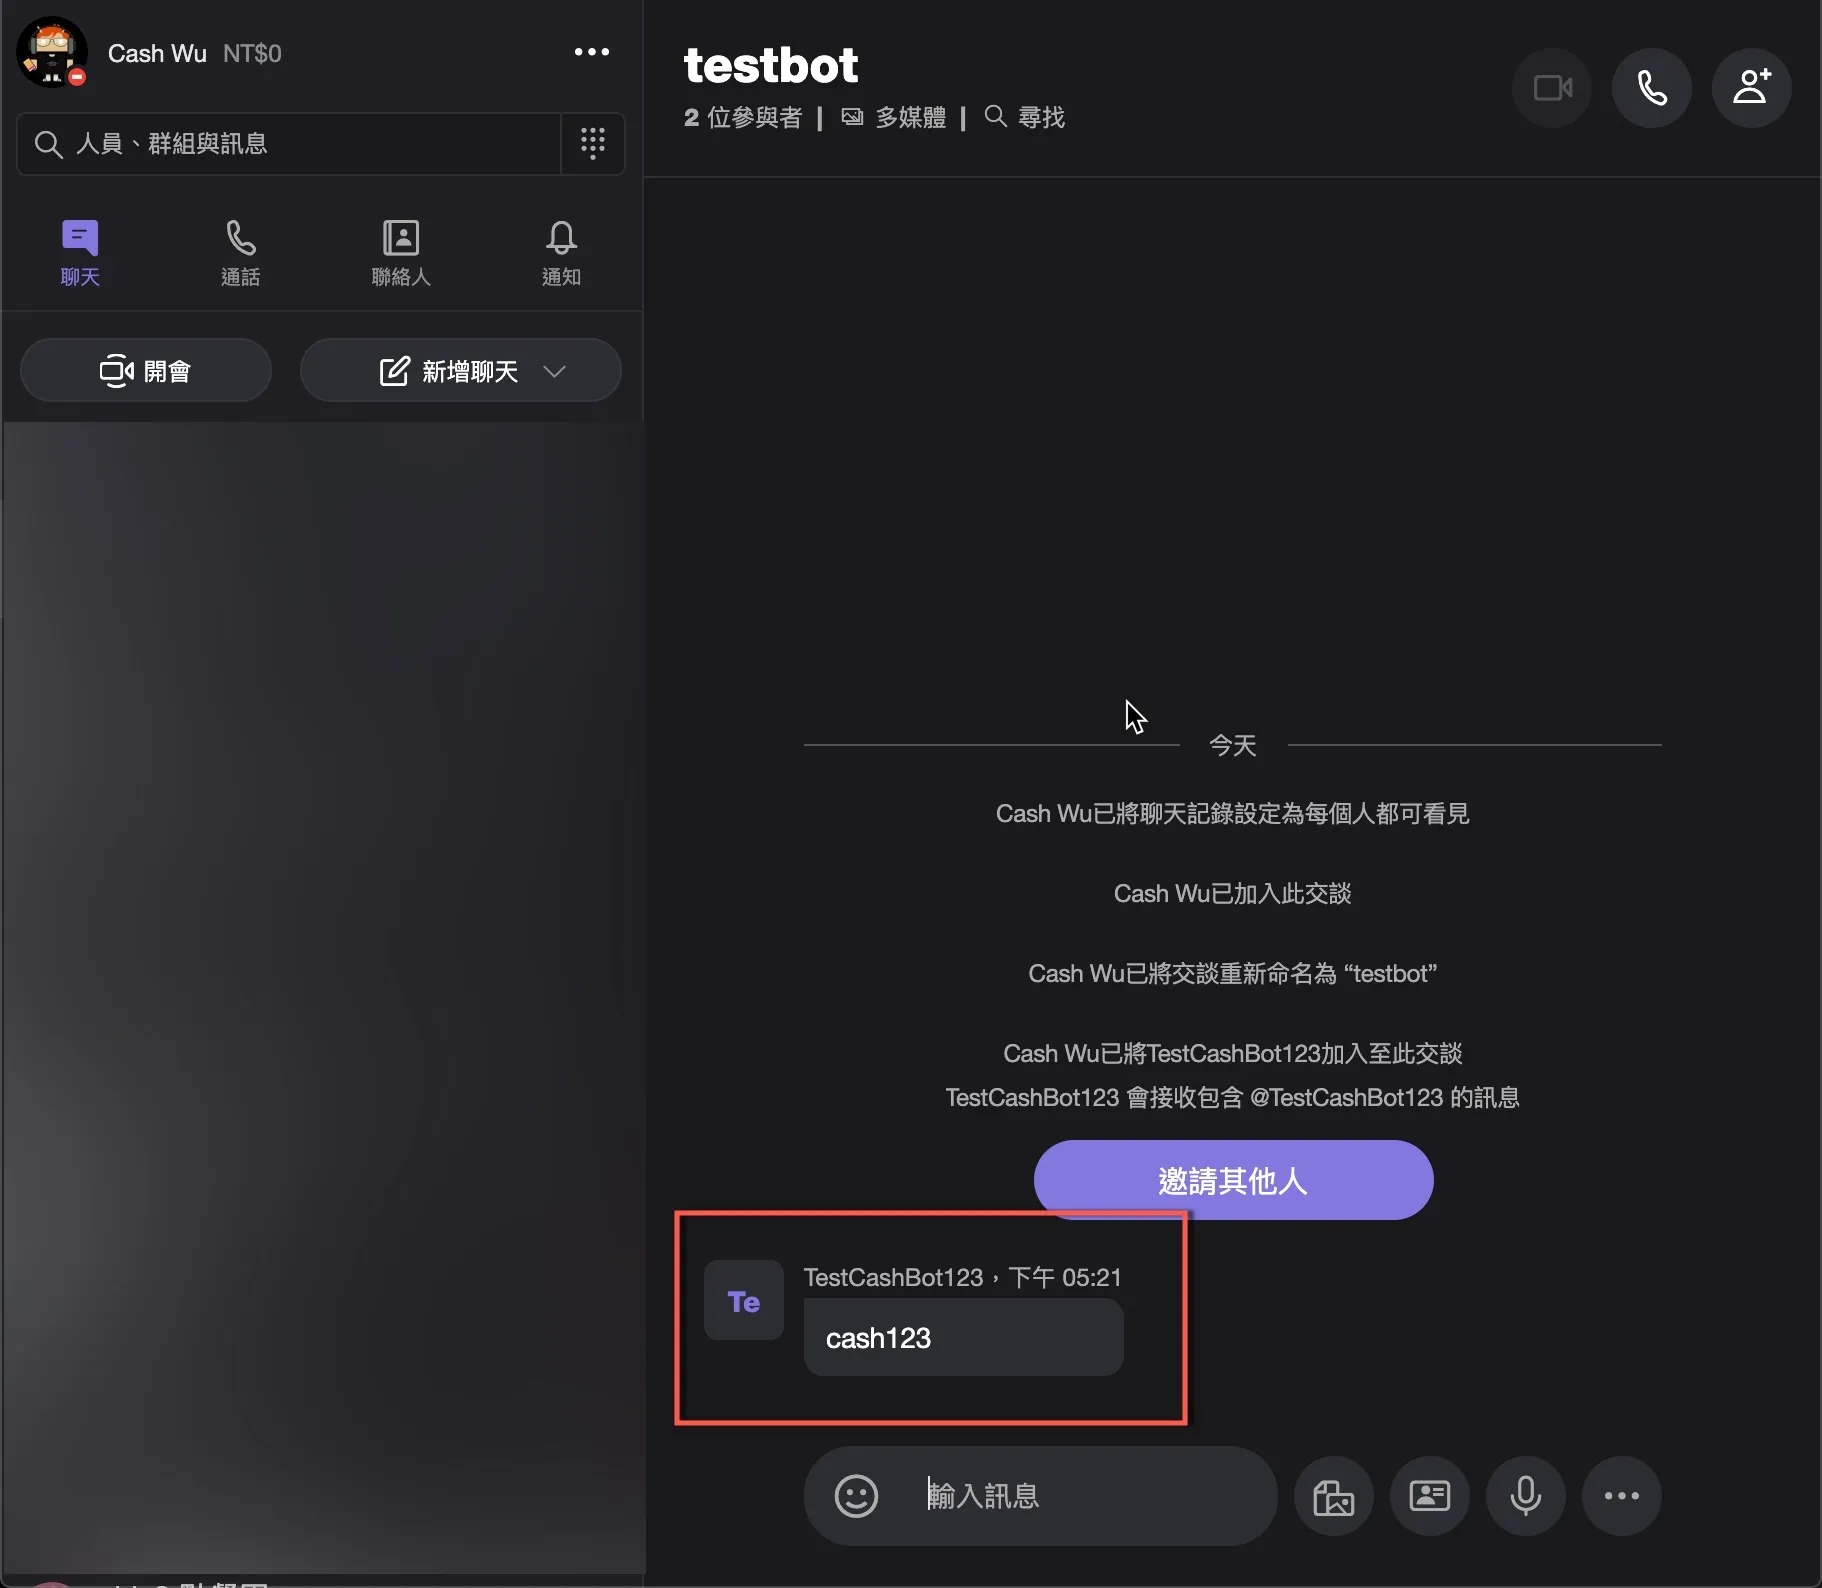 Cash Wu NT$0
人員、群組與訊息
聊天
通話
聯絡人
通知
開會
新增聊天
testbot
2 位參與者 | 多媒體 | 尋找
今天
Cash Wu已將聊天記錄設定為每個人都可看見
Cash Wu已加入此交談
Cash Wu已將交談重新命名為 “testbot”
Cash Wu已將TestCashBot123加入至此交談
TestCashBot123 會接收包含 @TestCashBot123 的訊息
邀請其他人
Te
TestCashBot123，下午 05:21
cash123
輸入訊息